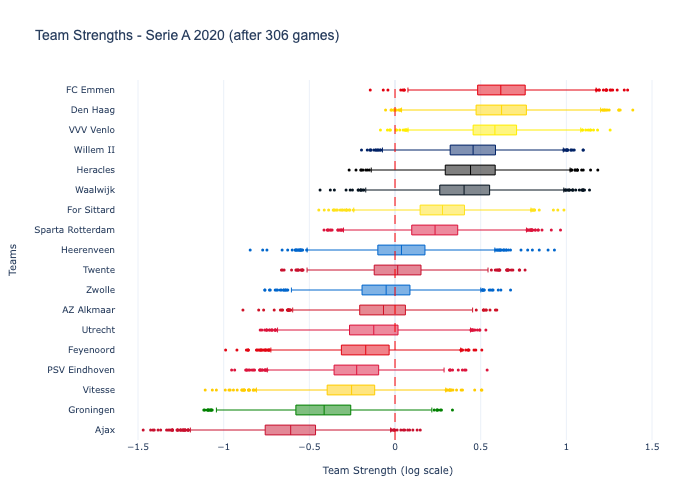 Team Strengths - Serie A 2020 (after 306 games)
FC Emmen
Den Haag
VVV Venlo
Willem II
Heracles
Waalwijk
For Sittard
Sparta Rotterdam
Heerenveen
Twente
Zwolle
AZ Alkmaar
Utrecht
Feyenoord
PSV Eindhoven
Vitesse
Groningen
Ajax
Teams
−1.5 −1 −0.5 0 0.5 1 1.5
Team Strength (log scale)